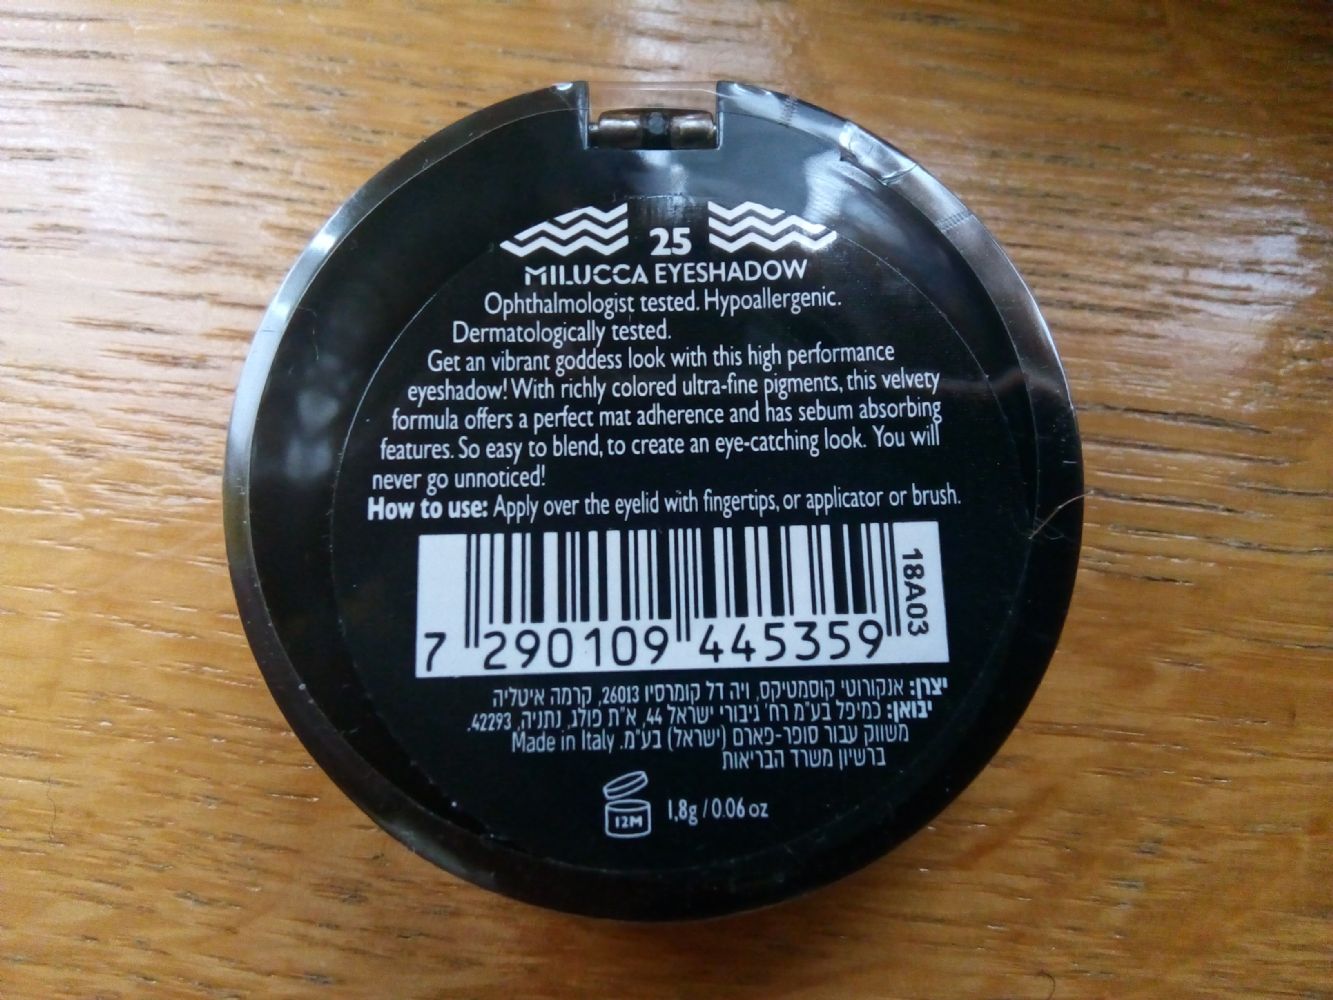 25
MILUCCA EYESHADOW
Ophthalmologist tested. Hypoallergenic.
Dermatologically tested.
Get an vibrant goddess look with this high performance
eyeshadow! With richly colored ultra-fine pigments, this velvety
formula offers a perfect mat adherence and has sebum absorbing
features. So easy to blend, to create an eye-catching look. You will
never go unnoticed!
How to use: Apply over the eyelid with fingertips, or applicator or brush.
18A03
7 290109 445359
יצרן: אנקורוטי קוסמטיקס, ויה דל קומרסיו 26013, קרמה איטליה
יבואן: כמיפל בע"מ רח' גיבורי ישראל 44, א"ת פולג, נתניה, 42293.
משווק עבור סופר-פארם (ישראל) בע"מ. Made in Italy
ברשיון משרד הבריאות
12M
1,8g / 0.06 oz